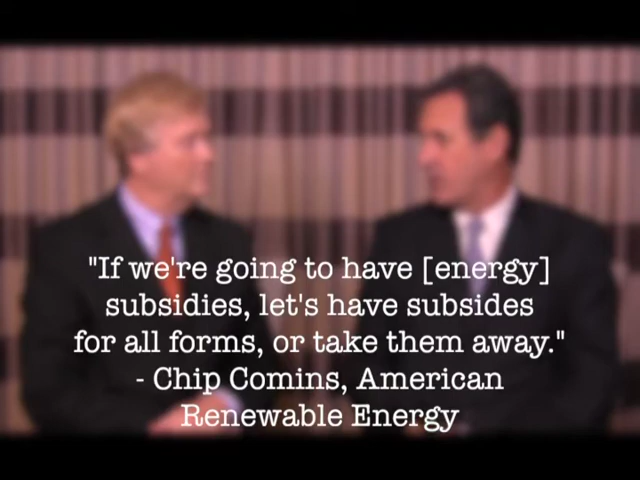 "If we're going to have [energy]
subsidies, let's have subsides
for all forms, or take them away."
- Chip Comins, American
Renewable Energy